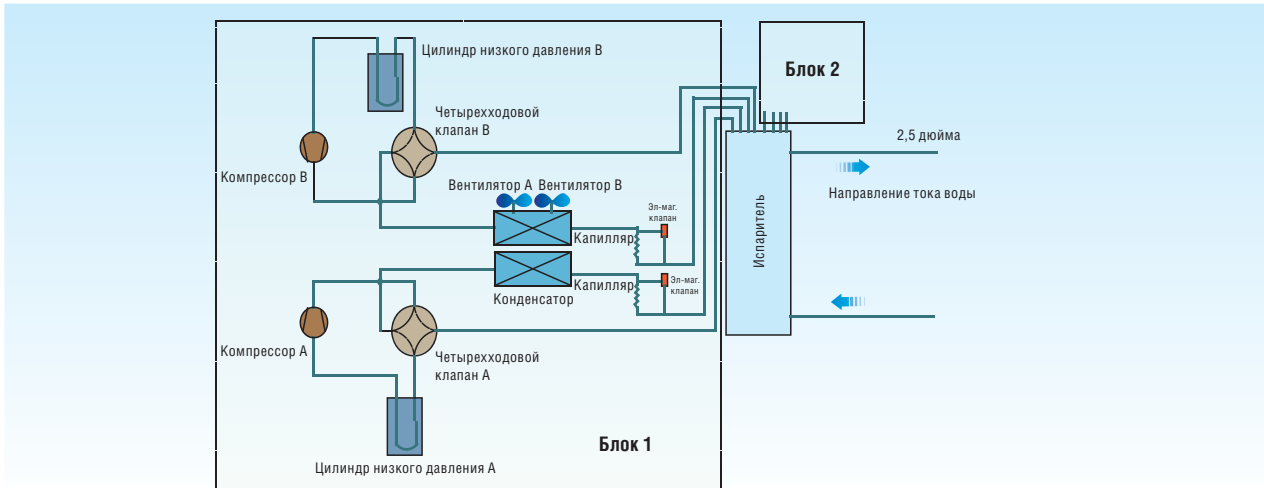 Цилиндр низкого давления В
Блок 2
Четырехходовой
клапан В
2,5 дюйма
Компрессор В
Вентилятор А Вентилятор В
Направление тока воды
Эл-маг.
клапан
Капилляр
Испаритель
Капилляр
Эл-маг.
клапан
Конденсатор
Компрессор А
Четырехходовой
клапан А
Блок 1
Цилиндр низкого давления А